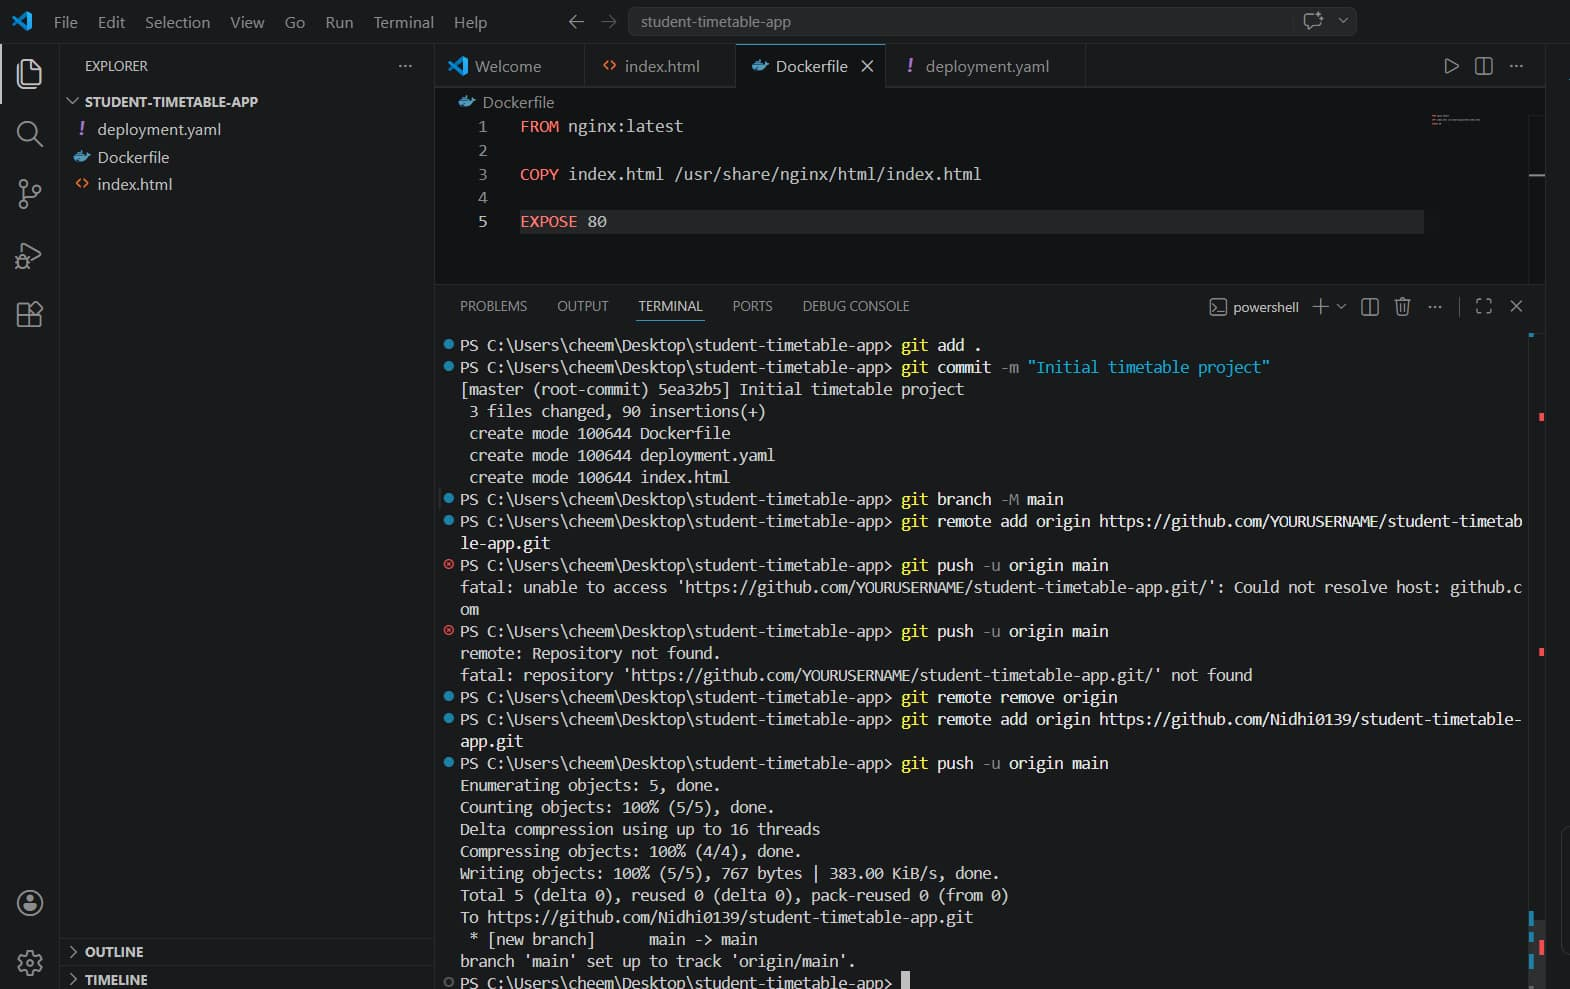 File Edit Selection View Go Run Terminal Help
student-timetable-app
EXPLORER
STUDENT-TIMETABLE-APP
deployment.yaml
Dockerfile
index.html
OUTLINE
TIMELINE
Welcome
index.html
Dockerfile
deployment.yaml
Dockerfile
1 FROM nginx:latest
2
3 COPY index.html /usr/share/nginx/html/index.html
4
5 EXPOSE 80
PROBLEMS OUTPUT TERMINAL PORTS DEBUG CONSOLE
powershell
PS C:\Users\cheem\Desktop\student-timetable-app> git add .
PS C:\Users\cheem\Desktop\student-timetable-app> git commit -m "Initial timetable project"
[master (root-commit) 5ea32b5] Initial timetable project
3 files changed, 90 insertions(+)
create mode 100644 Dockerfile
create mode 100644 deployment.yaml
create mode 100644 index.html
PS C:\Users\cheem\Desktop\student-timetable-app> git branch -M main
PS C:\Users\cheem\Desktop\student-timetable-app> git remote add origin https://github.com/YOURUSERNAME/student-timetab
le-app.git
PS C:\Users\cheem\Desktop\student-timetable-app> git push -u origin main
fatal: unable to access 'https://github.com/YOURUSERNAME/student-timetable-app.git/': Could not resolve host: github.c
om
PS C:\Users\cheem\Desktop\student-timetable-app> git push -u origin main
remote: Repository not found.
fatal: repository 'https://github.com/YOURUSERNAME/student-timetable-app.git/' not found
PS C:\Users\cheem\Desktop\student-timetable-app> git remote remove origin
PS C:\Users\cheem\Desktop\student-timetable-app> git remote add origin https://github.com/Nidhi0139/student-timetable-
app.git
PS C:\Users\cheem\Desktop\student-timetable-app> git push -u origin main
Enumerating objects: 5, done.
Counting objects: 100% (5/5), done.
Delta compression using up to 16 threads
Compressing objects: 100% (4/4), done.
Writing objects: 100% (5/5), 767 bytes | 383.00 KiB/s, done.
Total 5 (delta 0), reused 0 (delta 0), pack-reused 0 (from 0)
To https://github.com/Nidhi0139/student-timetable-app.git
* [new branch] main -> main
branch 'main' set up to track 'origin/main'.
PS C:\Users\cheem\Desktop\student-timetable-app>